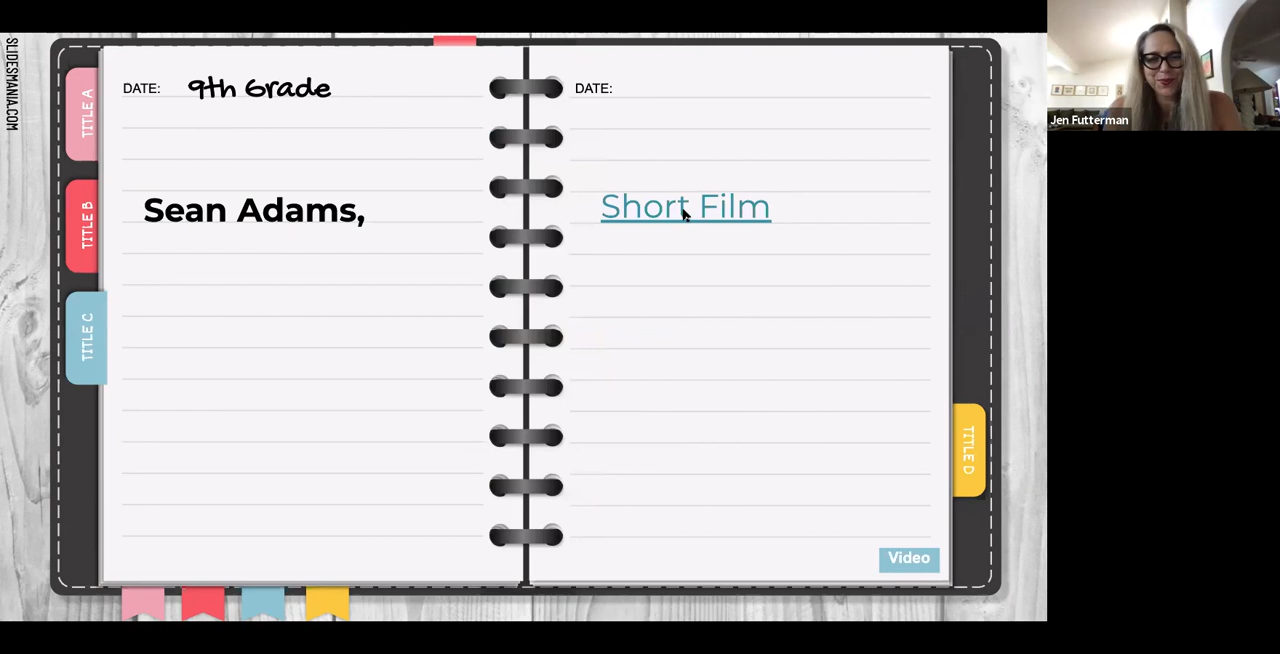 SLIDESMANIA.COM
TITLE A
TITLE B
TITLE C
DATE: 9th Grade
Sean Adams,
DATE:
Short Film
TITLE D
Video
Jen Futterman